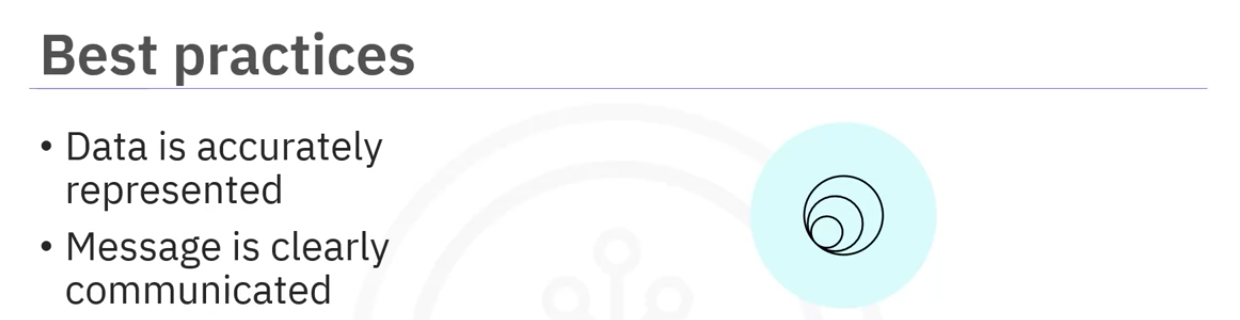 Best practices
• Data is accurately
represented
• Message is clearly
communicated